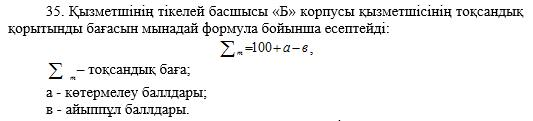 35. Қызметшінің тікелей басшысы «Б» корпусы қызметшісінің тоқсандық
қорытынды бағасын мынадай формула бойынша есептейді:
∑ₘ=100+а−в,
∑ ₘ – тоқсандық баға;
а - көтермелеу баллдары;
в - айыппұл баллдары.